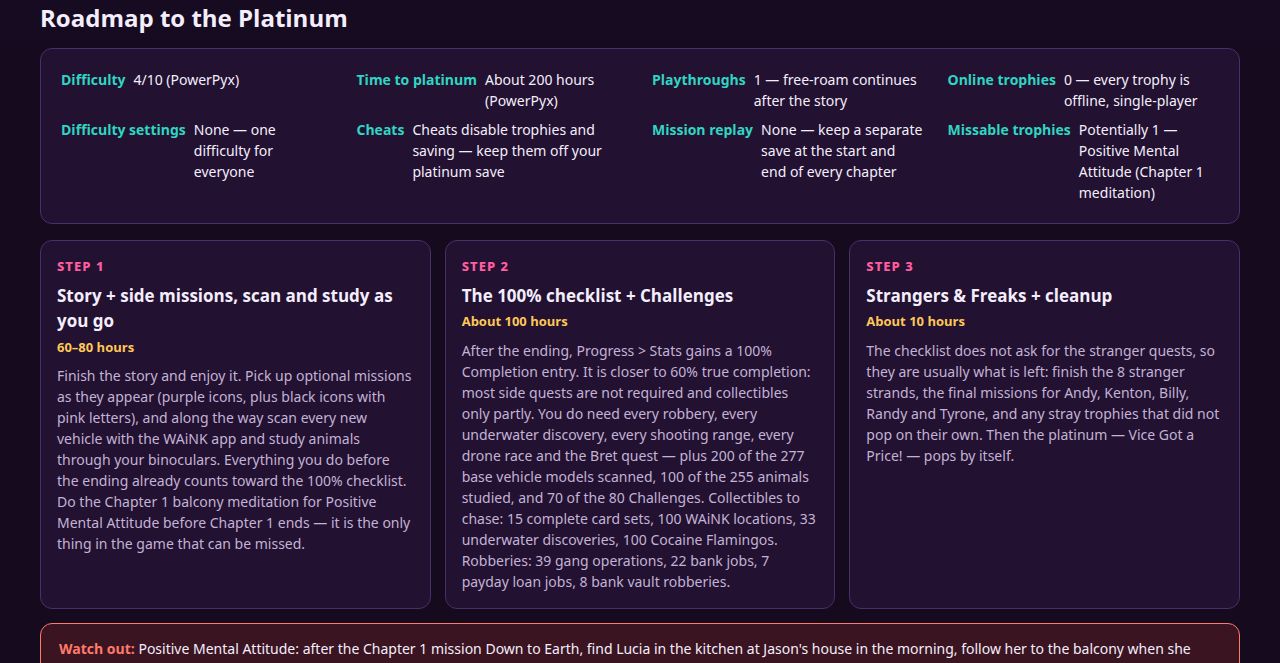 Roadmap to the Platinum
Difficulty 4/10 (PowerPyx)
Time to platinum About 200 hours
(PowerPyx)
Playthroughs 1 — free-roam continues
after the story
Online trophies 0 — every trophy is
offline, single-player
Difficulty settings None — one
difficulty for
everyone
Cheats Cheats disable trophies and
saving — keep them off your
platinum save
Mission replay None — keep a separate
save at the start and
end of every chapter
Missable trophies Potentially 1 —
Positive Mental
Attitude (Chapter 1
meditation)
STEP 1
Story + side missions, scan and study as
you go
60–80 hours
Finish the story and enjoy it. Pick up optional missions
as they appear (purple icons, plus black icons with
pink letters), and along the way scan every new
vehicle with the WAiNK app and study animals
through your binoculars. Everything you do before
the ending already counts toward the 100% checklist.
Do the Chapter 1 balcony meditation for Positive
Mental Attitude before Chapter 1 ends — it is the only
thing in the game that can be missed.
STEP 2
The 100% checklist + Challenges
About 100 hours
After the ending, Progress > Stats gains a 100%
Completion entry. It is closer to 60% true completion:
most side quests are not required and collectibles
only partly. You do need every robbery, every
underwater discovery, every shooting range, every
drone race and the Bret quest — plus 200 of the 277
base vehicle models scanned, 100 of the 255 animals
studied, and 70 of the 80 Challenges. Collectibles to
chase: 15 complete card sets, 100 WAiNK locations, 33
underwater discoveries, 100 Cocaine Flamingos.
Robberies: 39 gang operations, 22 bank jobs, 7
payday loan jobs, 8 bank vault robberies.
STEP 3
Strangers & Freaks + cleanup
About 10 hours
The checklist does not ask for the stranger quests, so
they are usually what is left: finish the 8 stranger
strands, the final missions for Andy, Kenton, Billy,
Randy and Tyrone, and any stray trophies that did not
pop on their own. Then the platinum — Vice Got a
Price! — pops by itself.
Watch out: Positive Mental Attitude: after the Chapter 1 mission Down to Earth, find Lucia in the kitchen at Jason's house in the morning, follow her to the balcony when she